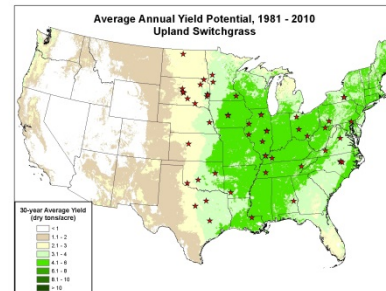 Average Annual Yield Potential, 1981 - 2010
Upland Switchgrass
30-year Average Yield
(dry tons/acre)
< 1
1.1 - 2
2.1 - 3
3.1 - 4
4.1 - 6
6.1 - 8
8.1 - 10
> 10